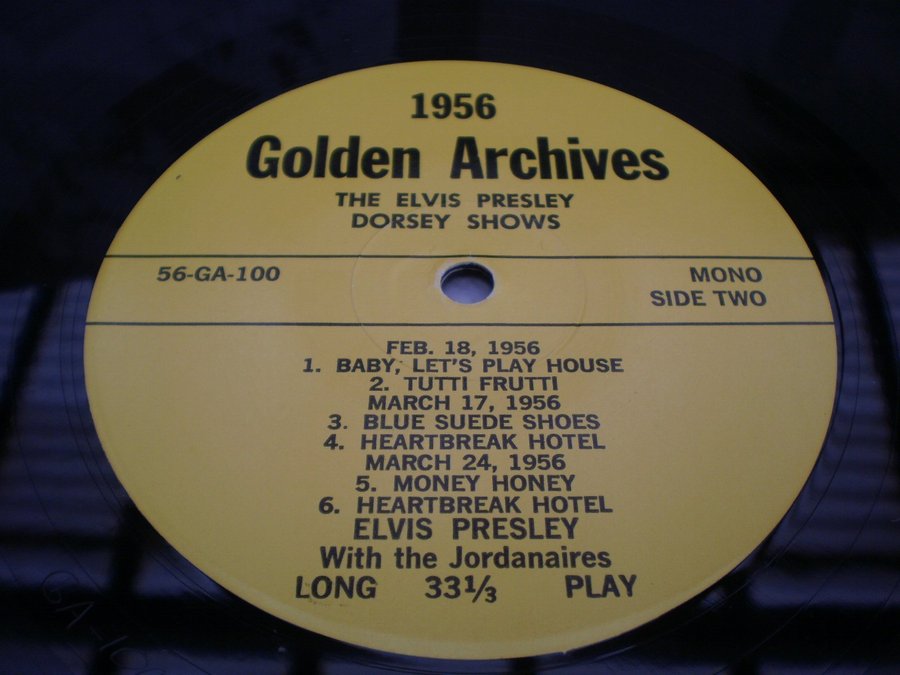 1956
Golden Archives
THE ELVIS PRESLEY
DORSEY SHOWS
56-GA-100
MONO
SIDE TWO
FEB. 18, 1956
1. BABY, LET'S PLAY HOUSE
2. TUTTI FRUTTI
MARCH 17, 1956
3. BLUE SUEDE SHOES
4. HEARTBREAK HOTEL
MARCH 24, 1956
5. MONEY HONEY
6. HEARTBREAK HOTEL
ELVIS PRESLEY
With the Jordanaires
LONG 33⅓ PLAY